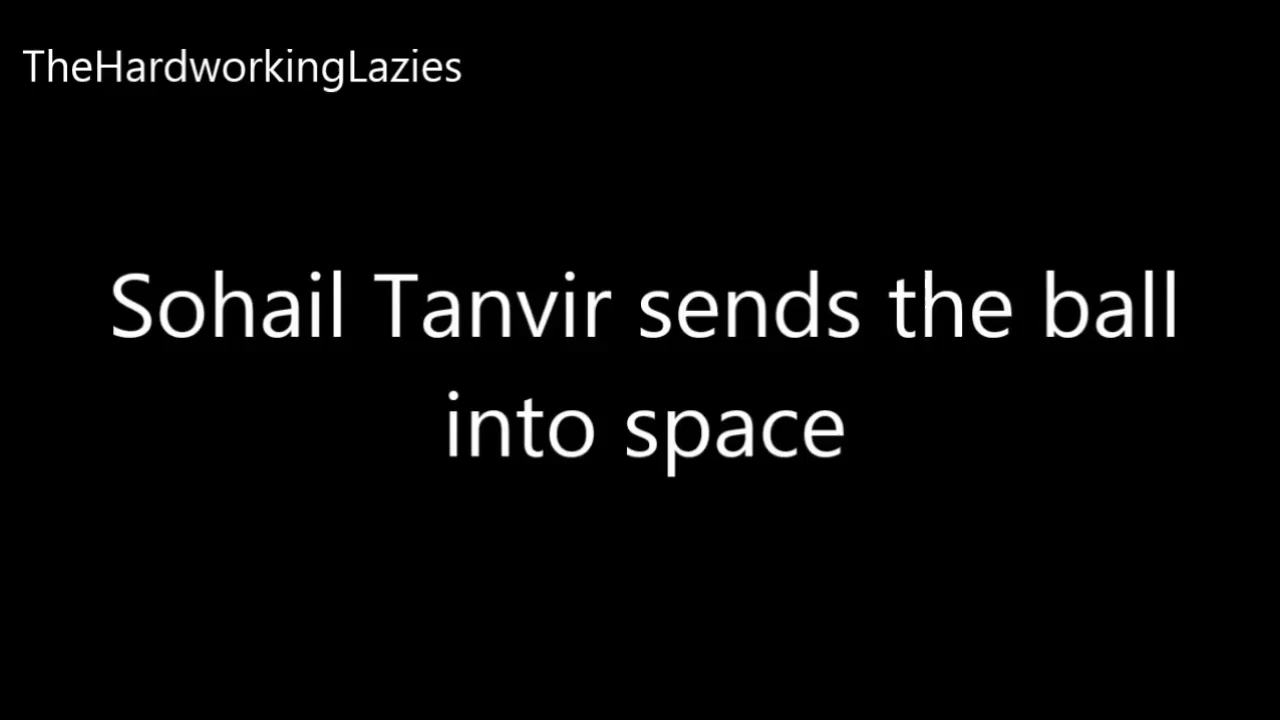 TheHardworkingLazies
Sohail Tanvir sends the ball
into space